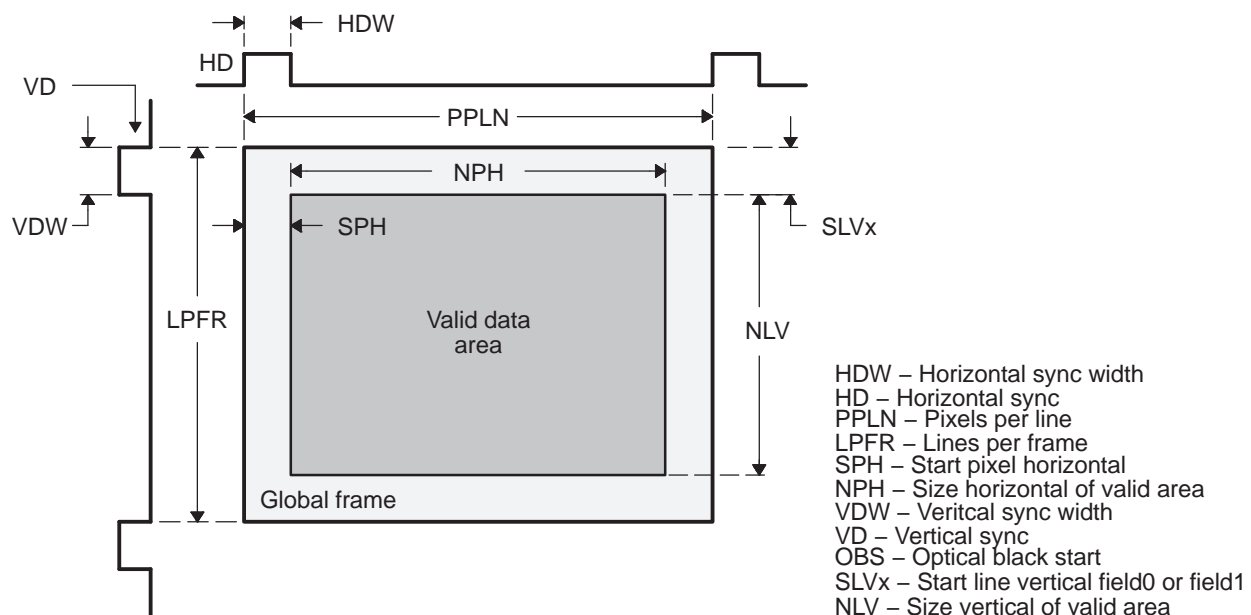 HDW
HD
VD
PPLN
NPH
VDW
SPH
SLVx
LPFR
Valid data
area
NLV
Global frame
HDW – Horizontal sync width
HD – Horizontal sync
PPLN – Pixels per line
LPFR – Lines per frame
SPH – Start pixel horizontal
NPH – Size horizontal of valid area
VDW – Veritcal sync width
VD – Vertical sync
OBS – Optical black start
SLVx – Start line vertical field0 or field1
NLV – Size vertical of valid area